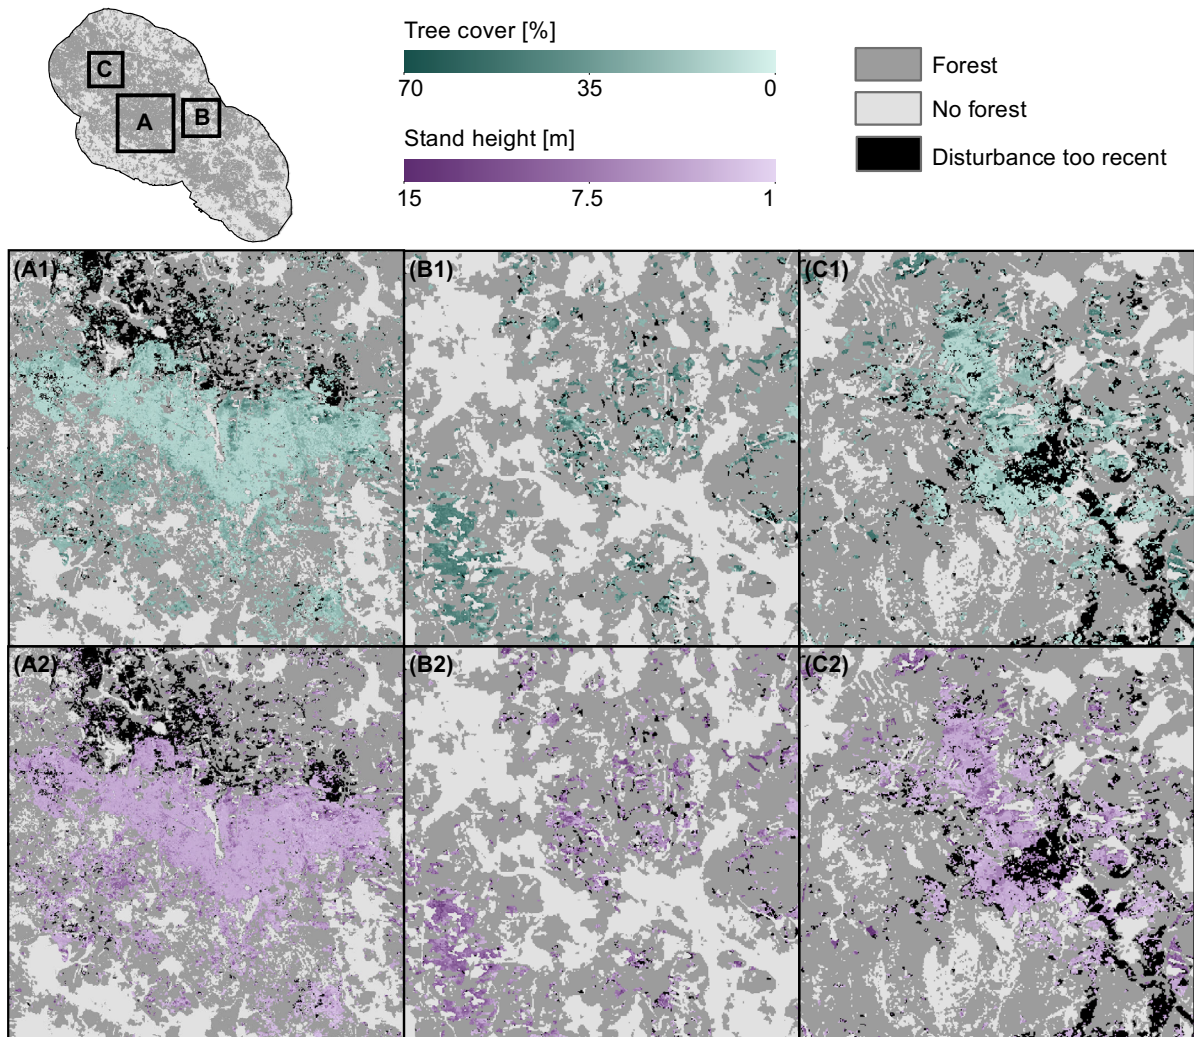 C
A
B
Tree cover [%]
70 35 0
Stand height [m]
15 7.5 1
Forest
No forest
Disturbance too recent
(A1) (B1) (C1)
(A2) (B2) (C2)